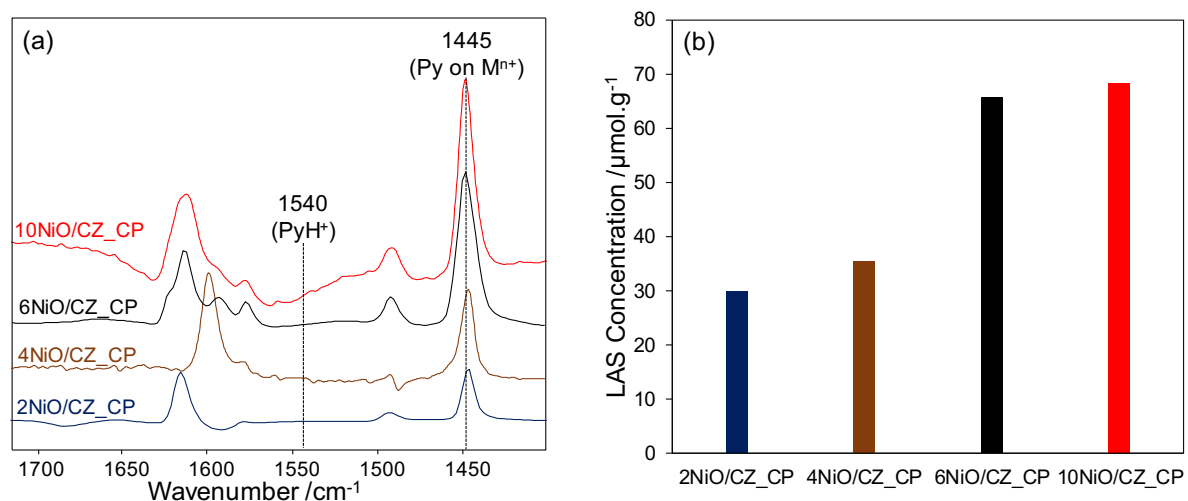 (a)
1445
(Py on Mⁿ⁺)
1540
(PyH⁺)
10NiO/CZ_CP
6NiO/CZ_CP
4NiO/CZ_CP
2NiO/CZ_CP
1700 1650 1600 1550 1500 1450
Wavenumber /cm⁻¹
(b)
LAS Concentration /µmol.g⁻¹
80
70
60
50
40
30
20
10
0
2NiO/CZ_CP 4NiO/CZ_CP 6NiO/CZ_CP 10NiO/CZ_CP